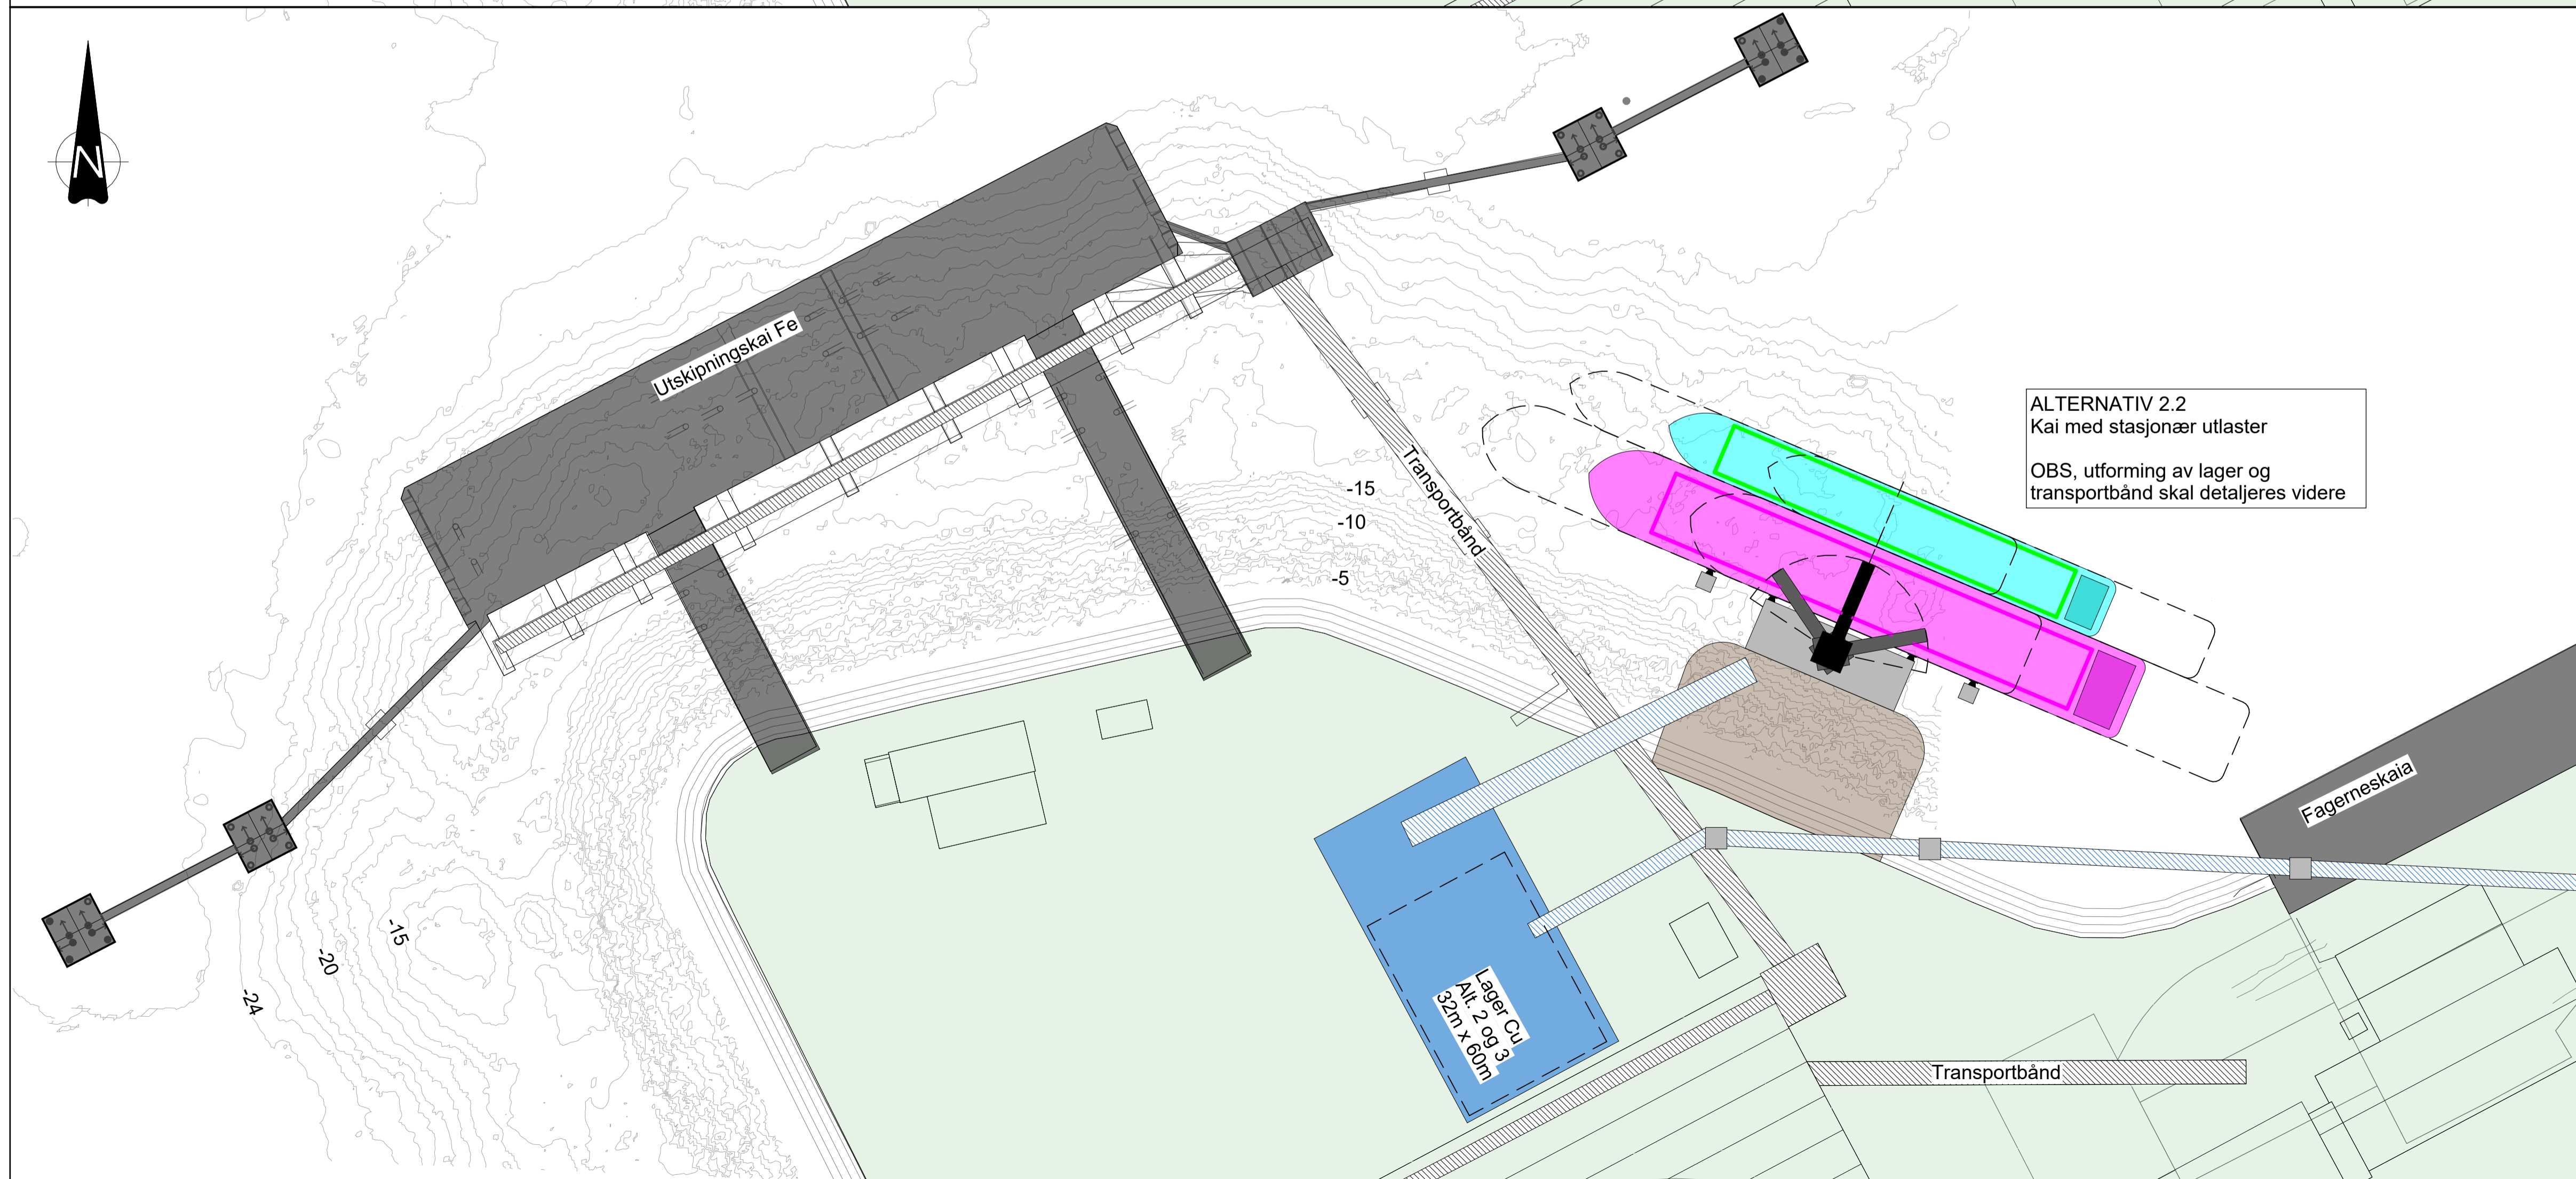 N
Utskipningskai Fe
ALTERNATIV 2.2
Kai med stasjonær utlaster
OBS, utforming av lager og
transportbånd skal detaljeres videre
Transportbånd
-15
-10
-5
Fagerneskaia
-15
-20
-24
Lager Cu
Alt. 2 og 3
32m x 60m
Transportbånd